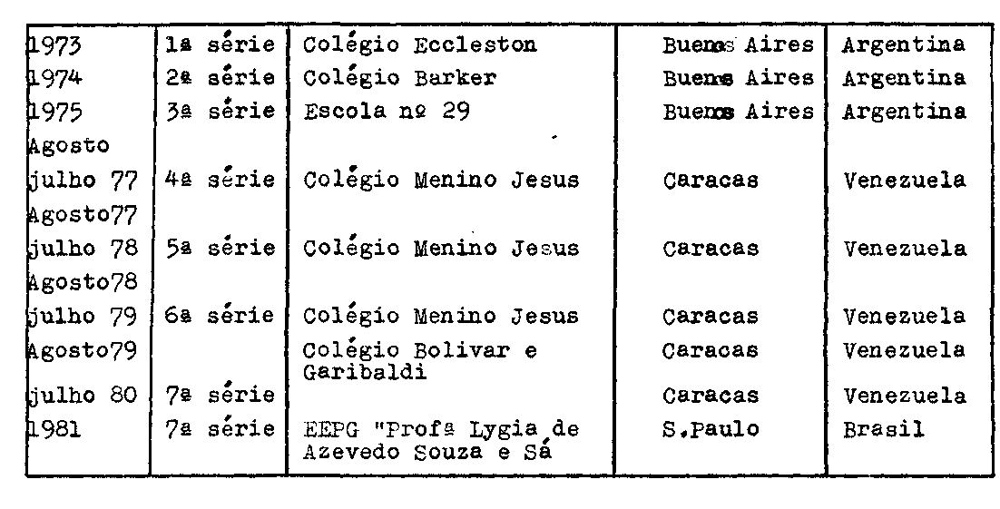 1973 1ª série Colégio Eccleston Buenos Aires Argentina
1974 2ª série Colégio Barker Buenos Aires Argentina
1975 3ª série Escola nº 29 Buenos Aires Argentina
Agosto
julho 77 4ª série Colégio Menino Jesus Caracas Venezuela
Agosto77
julho 78 5ª série Colégio Menino Jesus Caracas Venezuela
Agosto78
julho 79 6ª série Colégio Menino Jesus Caracas Venezuela
Agosto79 Colégio Bolivar e Caracas Venezuela
Garibaldi
julho 80 7ª série Caracas Venezuela
1981 7ª série EEPG "Profª Lygia de S.Paulo Brasil
Azevedo Souza e Sá